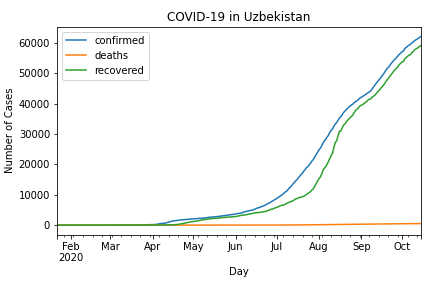 COVID-19 in Uzbekistan
confirmed
deaths
recovered
Number of Cases
60000
50000
40000
30000
20000
10000
0
Feb Mar Apr May Jun Jul Aug Sep Oct
2020
Day